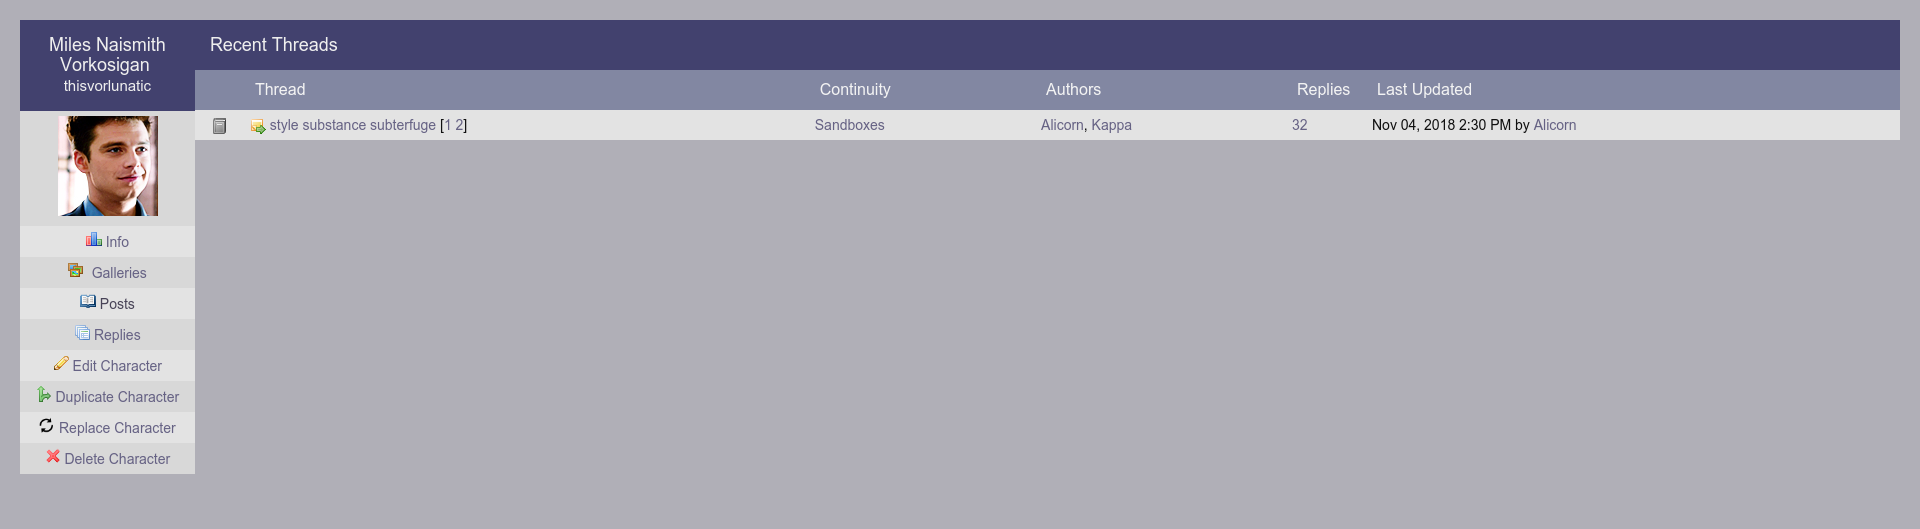 Miles Naismith
Vorkosigan
thisvorlunatic
Info
Galleries
Posts
Replies
Edit Character
Duplicate Character
Replace Character
Delete Character
Recent Threads
Thread Continuity Authors Replies Last Updated
style substance subterfuge [1 2] Sandboxes Alicorn, Kappa 32 Nov 04, 2018 2:30 PM by Alicorn